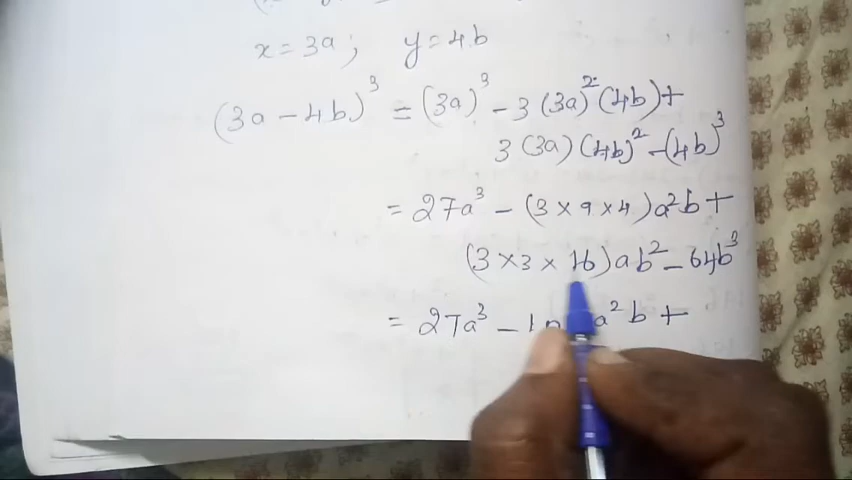 x = 3a; y = 4b
(3a - 4b)³ = (3a)³ - 3 (3a)² (4b) +
3 (3a) (4b)² - (4b)³
= 27a³ - (3 × 9 × 4) a²b +
(3 × 3 × 16) ab² - 64b³
= 27a³ - a²b +